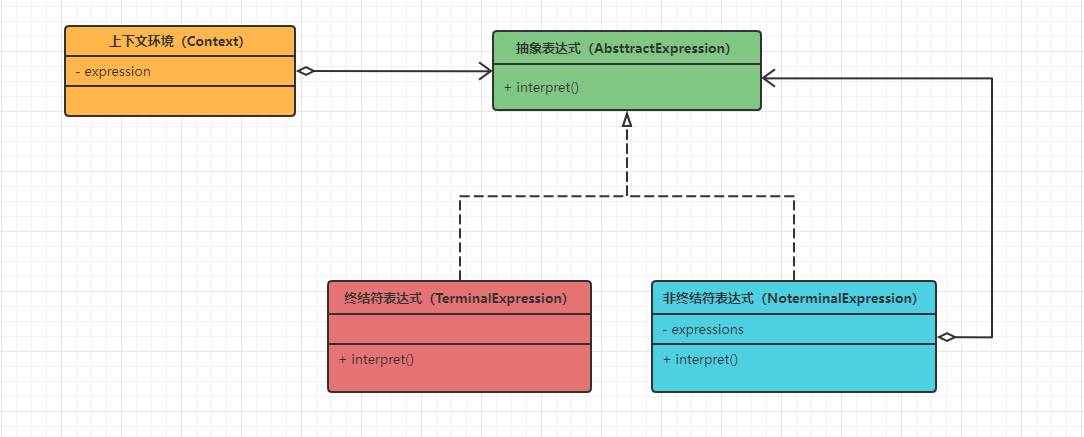 上下文环境（Context）
- expression
抽象表达式（AbsttractExpression）
+ interpret()
终结符表达式（TerminalExpression）
+ interpret()
非终结符表达式（NoterminalExpression）
- expressions
+ interpret()